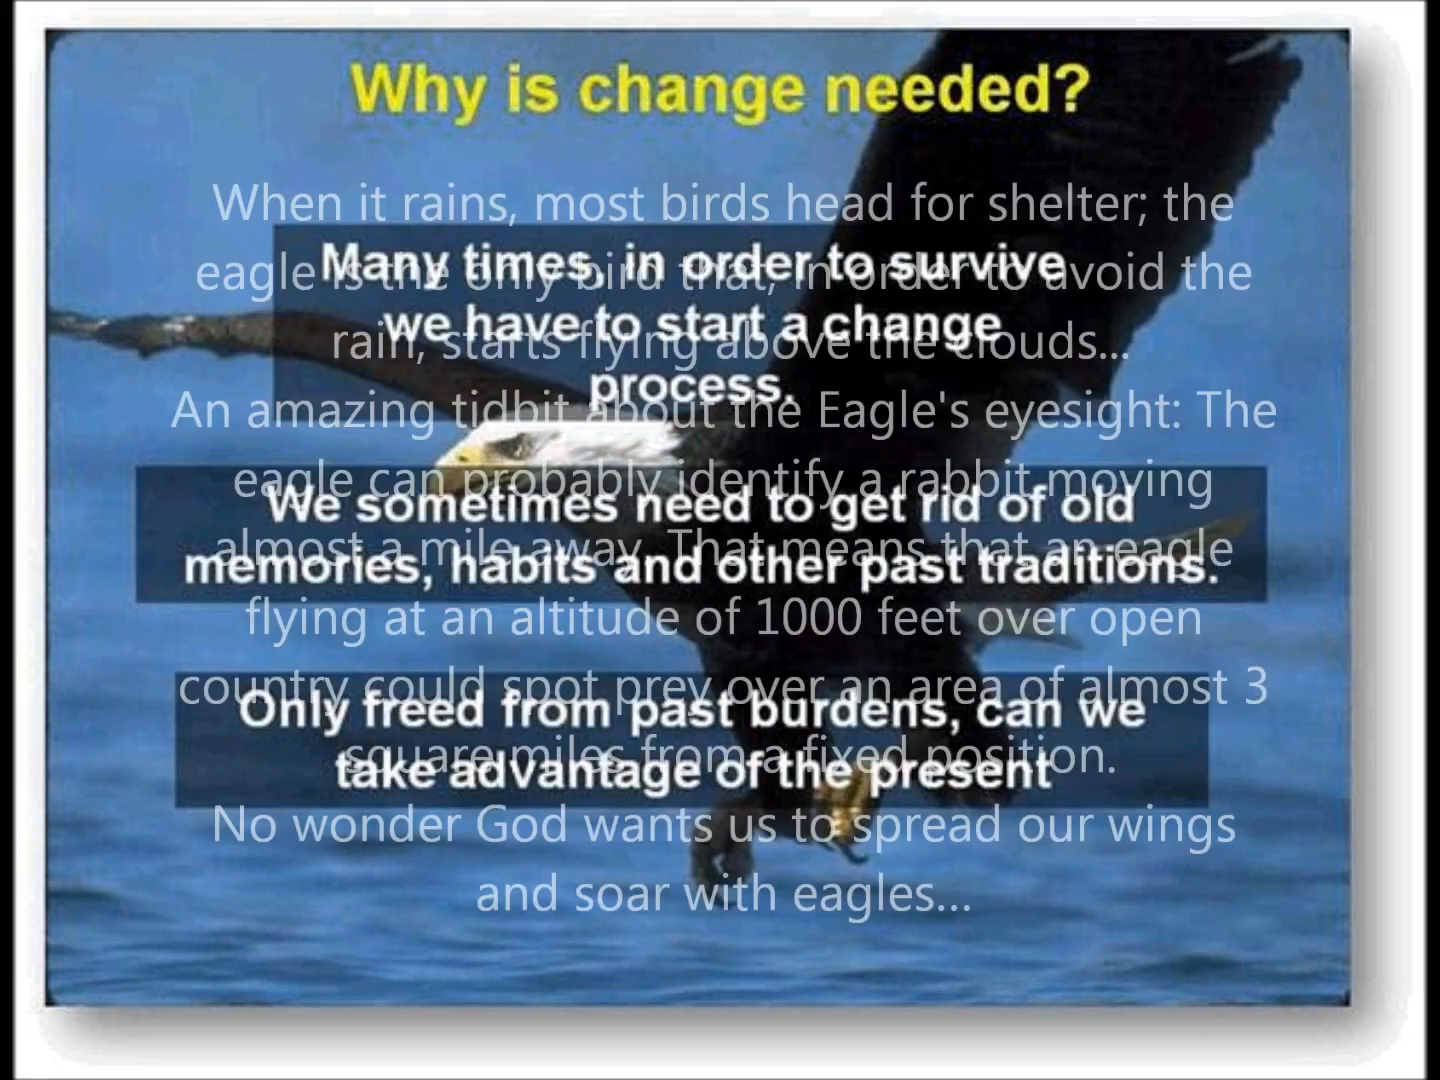 Why is change needed?
Many times, in order to survive
we have to start a change
process.
We sometimes need to get rid of old
memories, habits and other past traditions.
Only freed from past burdens, can we
take advantage of the present
When it rains, most birds head for shelter; the
eagle is the only bird that, in order to avoid the
rain, starts flying above the clouds...
An amazing tidbit about the Eagle's eyesight: The
eagle can probably identify a rabbit moving
almost a mile away. That means that an eagle
flying at an altitude of 1000 feet over open
country could spot prey over an area of almost 3
square miles from a fixed position.
No wonder God wants us to spread our wings
and soar with eagles...